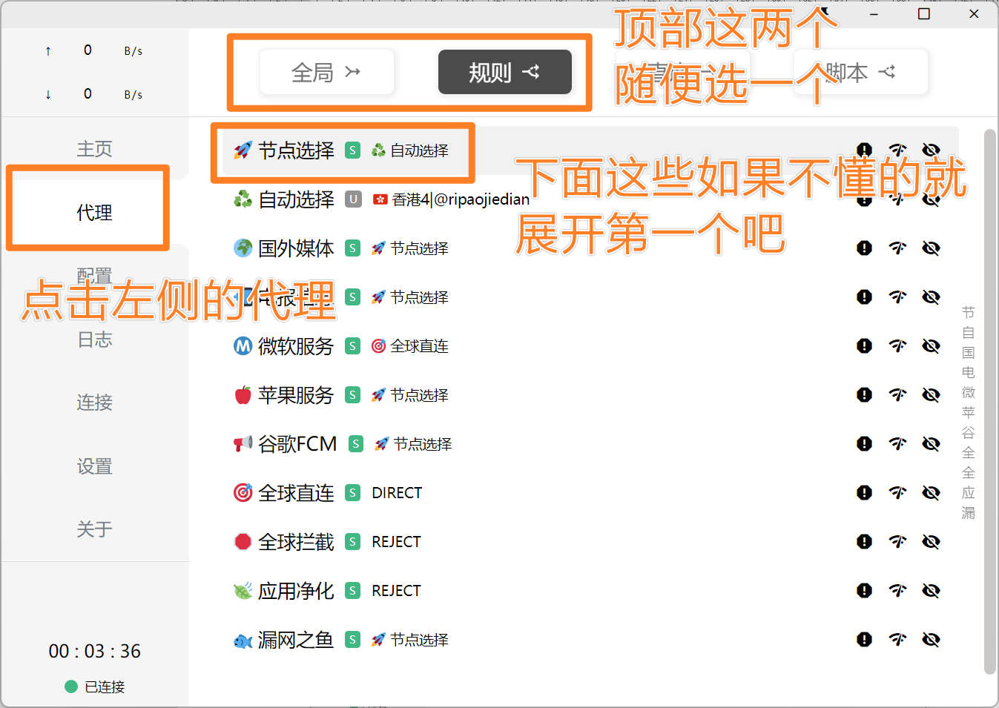 ↑ 0 B/s
↓ 0 B/s
全局
规则
脚本
顶部这两个
随便选一个
主页
代理
配置
日志
连接
设置
关于
点击左侧的代理
节点选择 S 自动选择
自动选择 U 香港4|@ripaojiedian
国外媒体 S 节点选择
S 节点选择
微软服务 S 全球直连
苹果服务 S 节点选择
谷歌FCM S 节点选择
全球直连 S DIRECT
全球拦截 S REJECT
应用净化 S REJECT
漏网之鱼 S 节点选择
下面这些如果不懂的就
展开第一个吧
节
自
国
电
微
苹
谷
全
全
应
漏
00 : 03 : 36
已连接